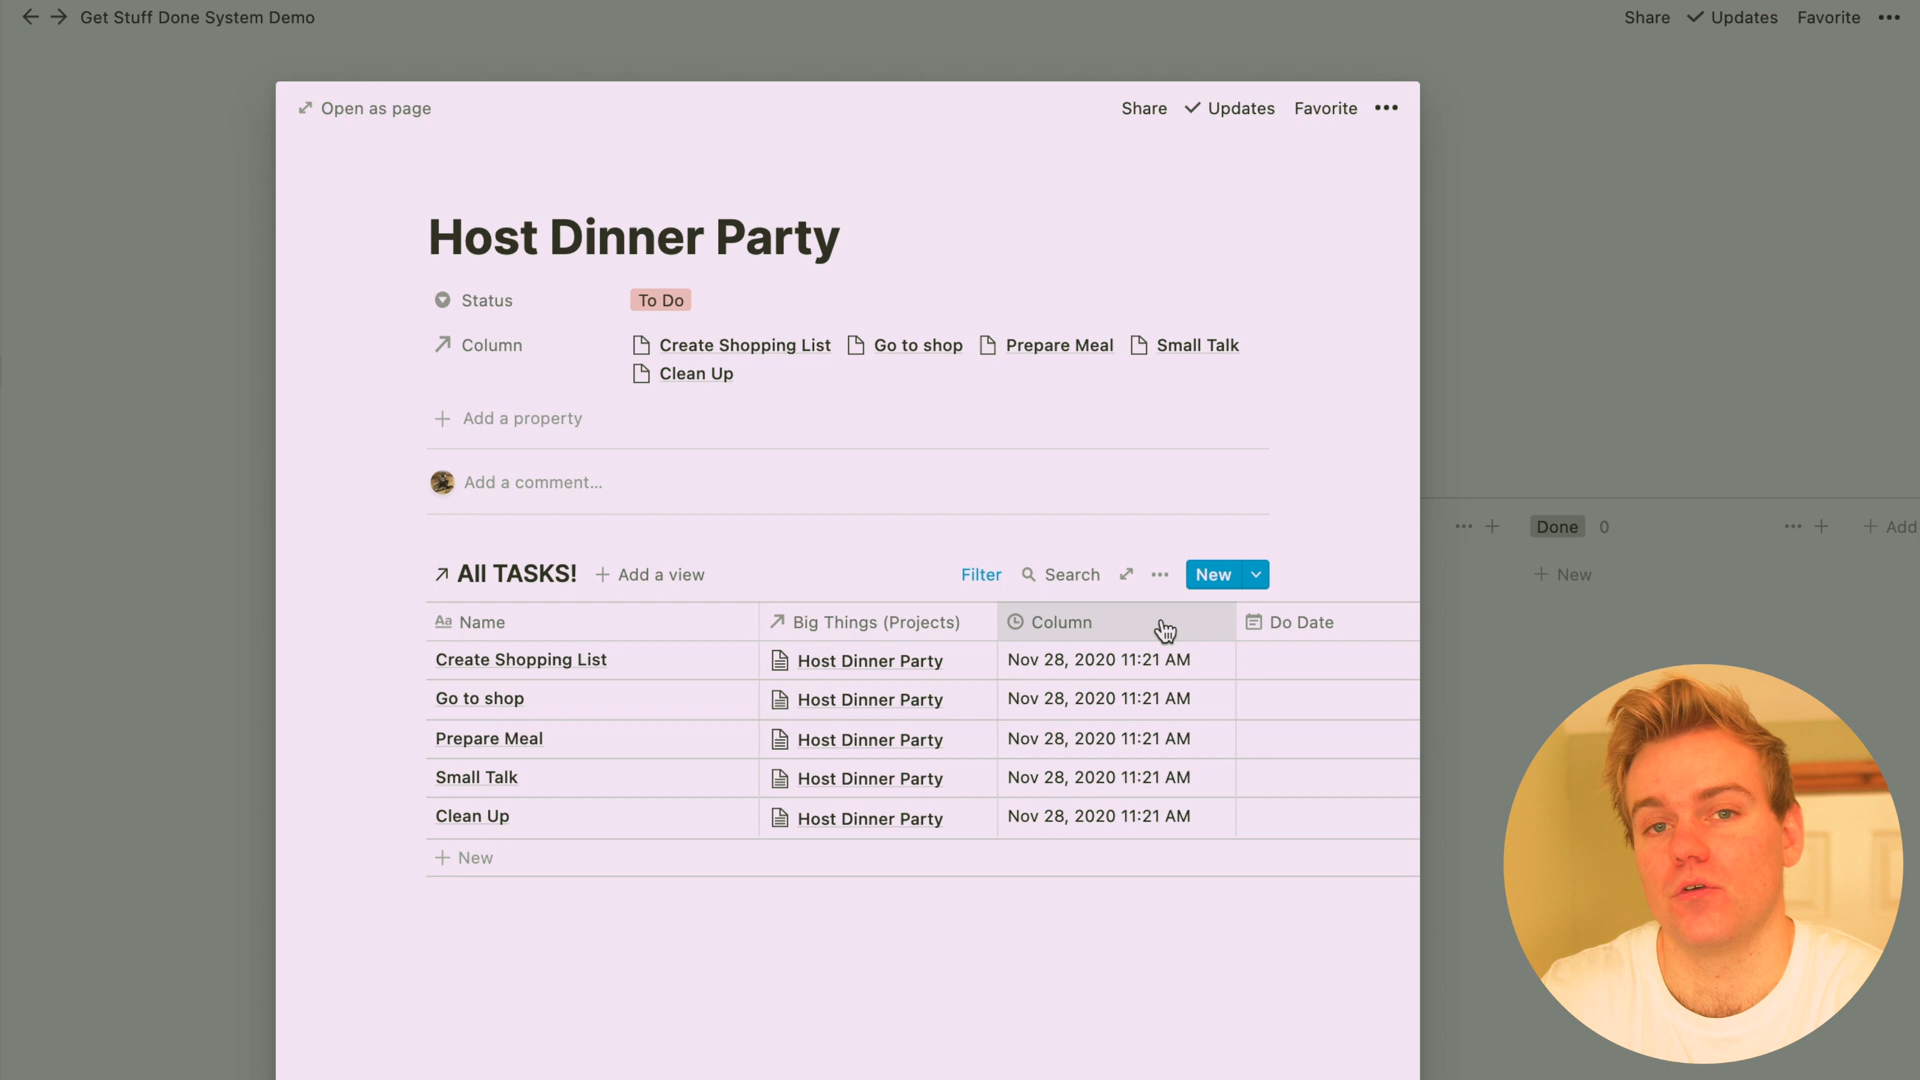 Get Stuff Done System Demo Share Updates Favorite
Open as page Share Updates Favorite
Host Dinner Party
Status To Do
Column Create Shopping List Go to shop Prepare Meal Small Talk
Clean Up
Add a property
Add a comment...
Done 0 Add
New
All TASKS! Add a view Filter Search New
Aa Name Big Things (Projects) Column Do Date
Create Shopping List Host Dinner Party Nov 28, 2020 11:21 AM
Go to shop Host Dinner Party Nov 28, 2020 11:21 AM
Prepare Meal Host Dinner Party Nov 28, 2020 11:21 AM
Small Talk Host Dinner Party Nov 28, 2020 11:21 AM
Clean Up Host Dinner Party Nov 28, 2020 11:21 AM
New